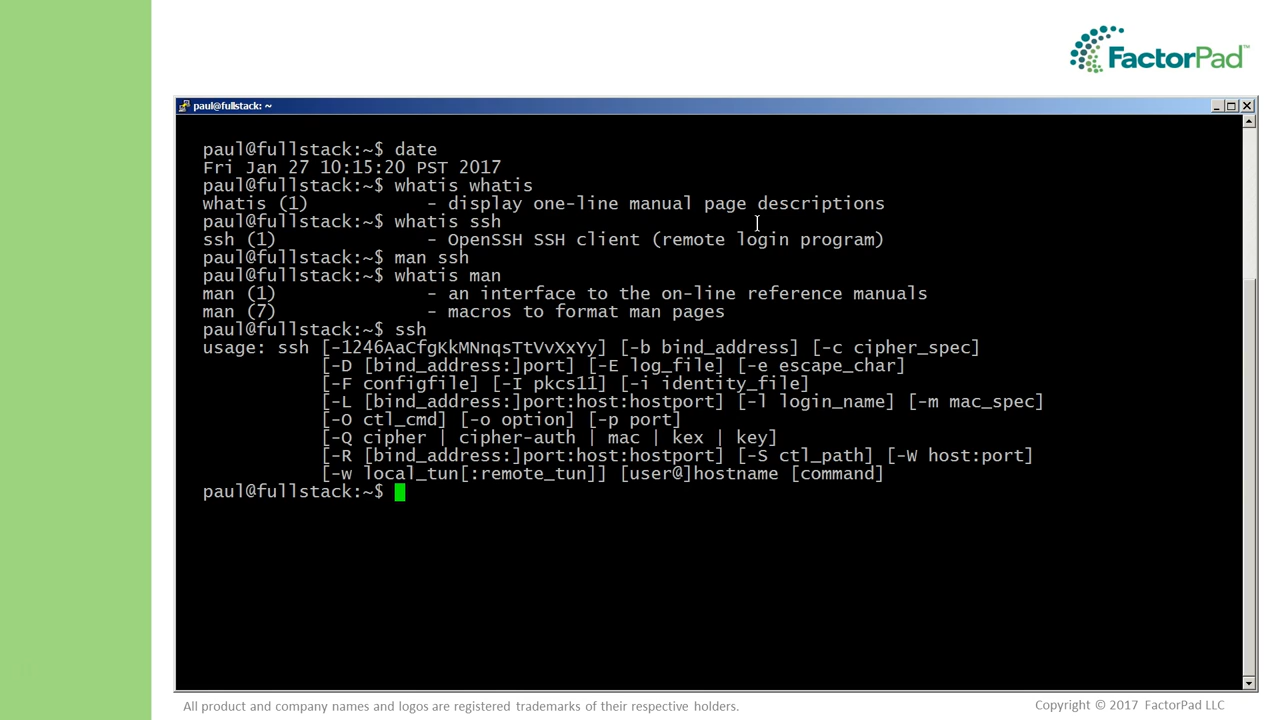 FactorPad™
paul@fullstack: ~
paul@fullstack:~$ date
Fri Jan 27 10:15:20 PST 2017
paul@fullstack:~$ whatis whatis
whatis (1)           - display one-line manual page descriptions
paul@fullstack:~$ whatis ssh
ssh (1)              - OpenSSH SSH client (remote login program)
paul@fullstack:~$ man ssh
paul@fullstack:~$ whatis man
man (1)              - an interface to the on-line reference manuals
man (7)              - macros to format man pages
paul@fullstack:~$ ssh
usage: ssh [-1246AaCfgKkMNnqsTtVvXxYy] [-b bind_address] [-c cipher_spec]
           [-D [bind_address:]port] [-E log_file] [-e escape_char]
           [-F configfile] [-I pkcs11] [-i identity_file]
           [-L [bind_address:]port:host:hostport] [-l login_name] [-m mac_spec]
           [-O ctl_cmd] [-o option] [-p port]
           [-Q cipher | cipher-auth | mac | kex | key]
           [-R [bind_address:]port:host:hostport] [-S ctl_path] [-W host:port]
           [-w local_tun[:remote_tun]] [user@]hostname [command]
paul@fullstack:~$
All product and company names and logos are registered trademarks of their respective holders.
Copyright © 2017 FactorPad LLC